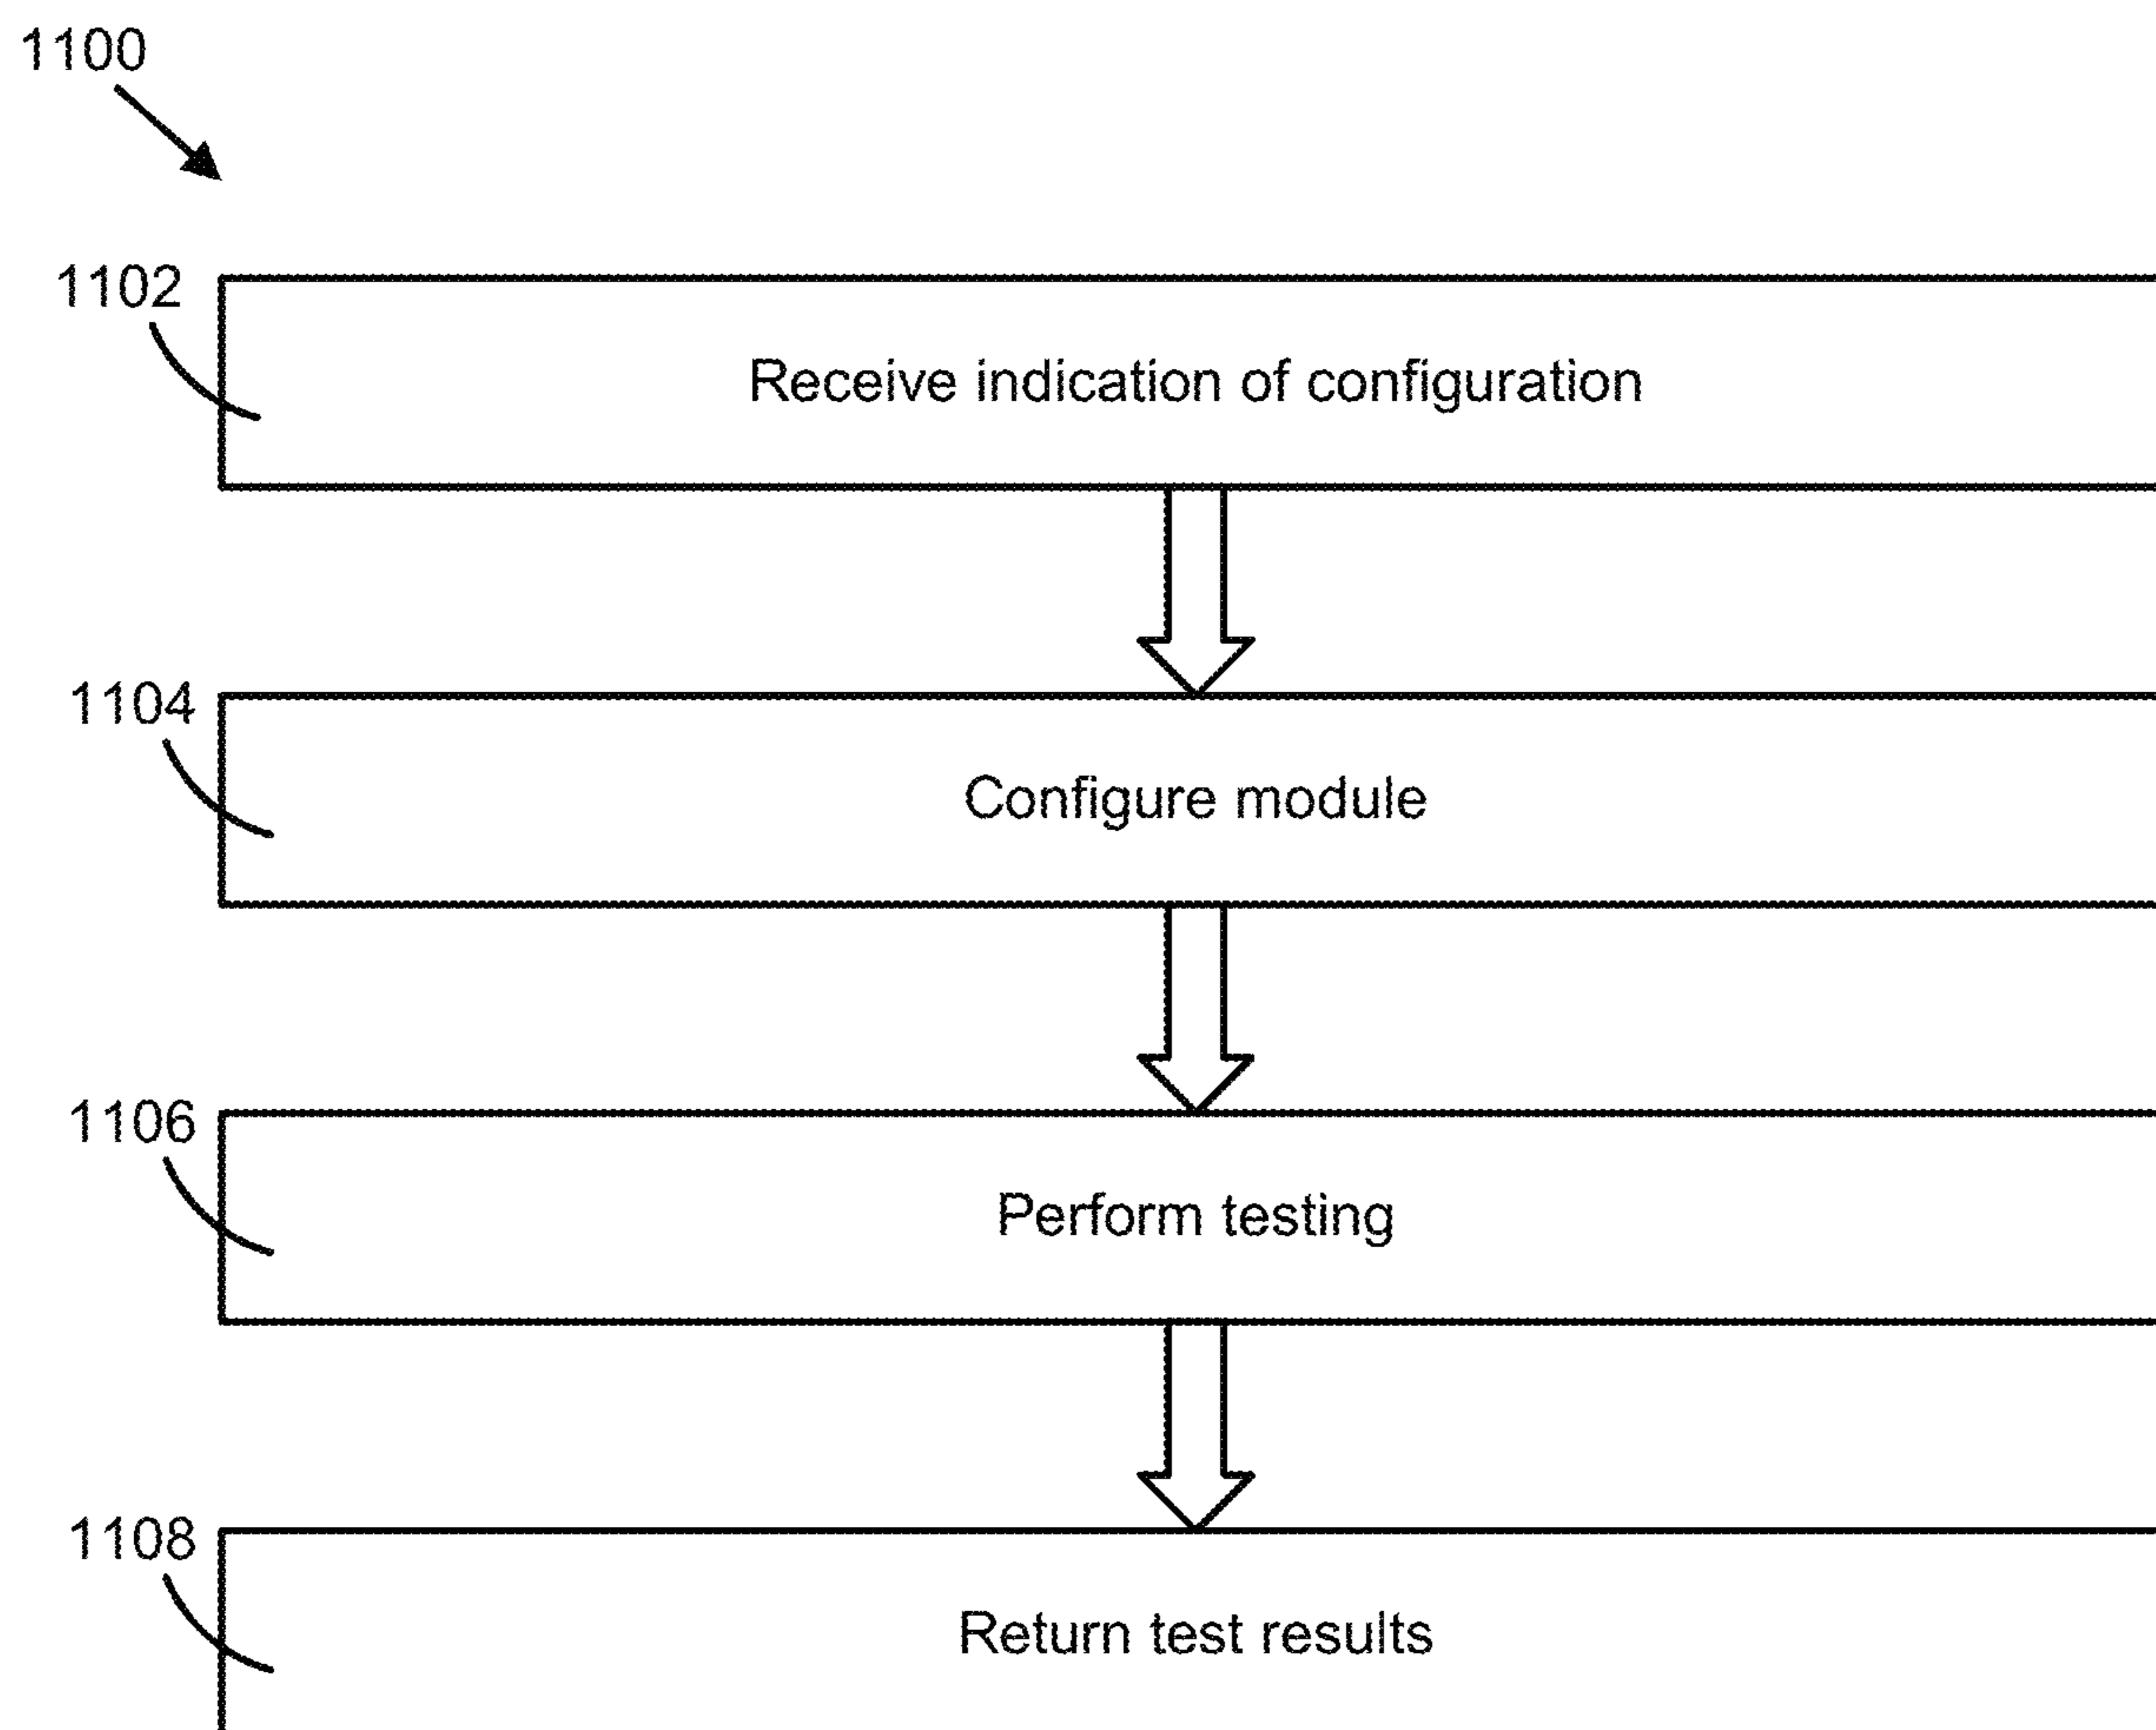 1100
1102
Receive indication of configuration
1104
Configure module
1106
Perform testing
1108
Return test results